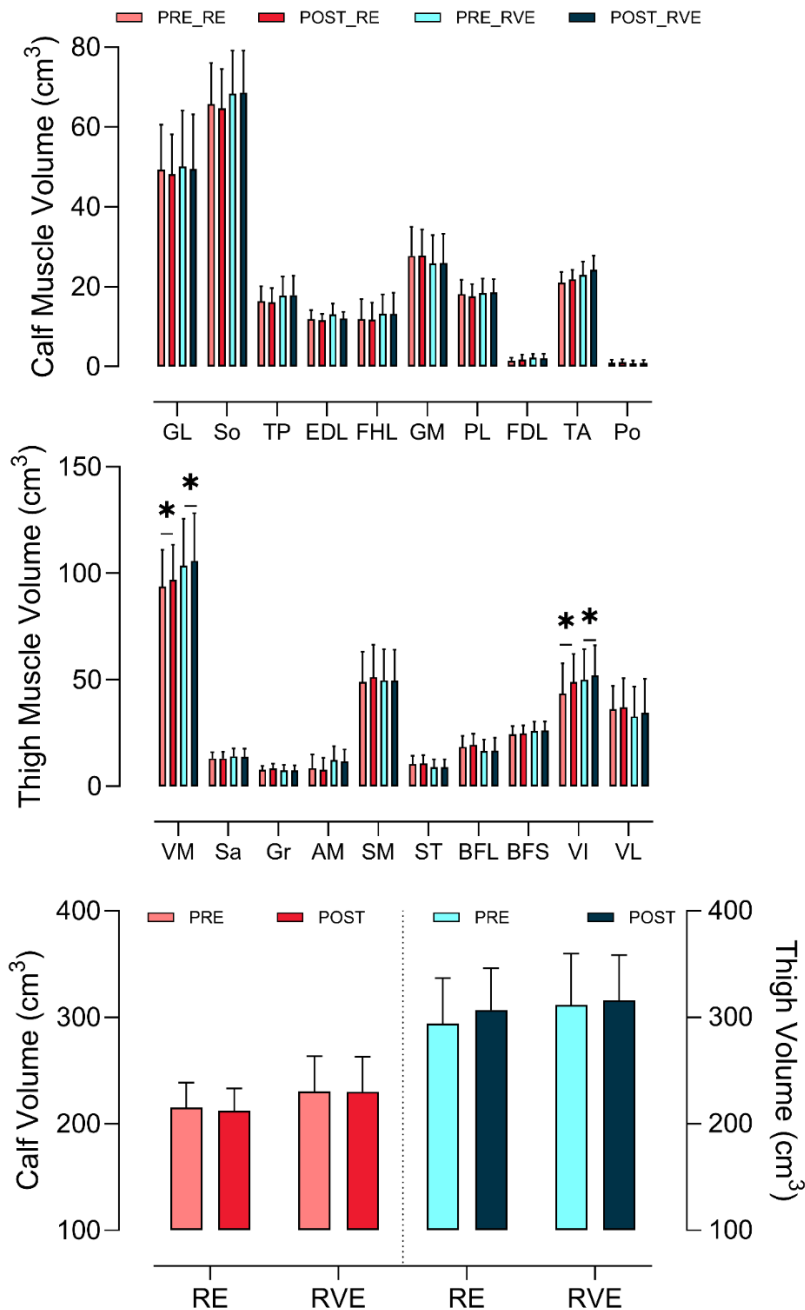 PRE_RE POST_RE PRE_RVE POST_RVE
Calf Muscle Volume (cm³)
80
60
40
20
0
GL So TP EDL FHL GM PL FDL TA Po
Thigh Muscle Volume (cm³)
150
100
50
0
* * * *
VM Sa Gr AM SM ST BFL BFS VI VL
PRE POST PRE POST
Calf Volume (cm³)
400
300
200
100
400
300
200
100
Thigh Volume (cm³)
RE RVE RE RVE